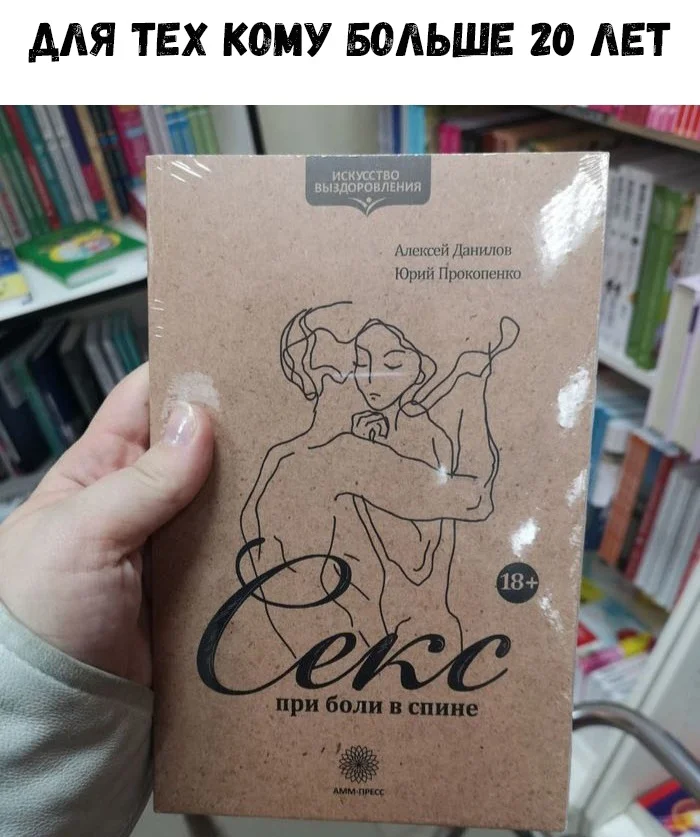 ДЛЯ ТЕХ КОМУ БОЛЬШЕ 20 ЛЕТ
ИСКУССТВО
ВЫЗДОРОВЛЕНИЯ
Алексей Данилов
Юрий Прокопенко
18+
Секс
при боли в спине
АММ-ПРЕСС